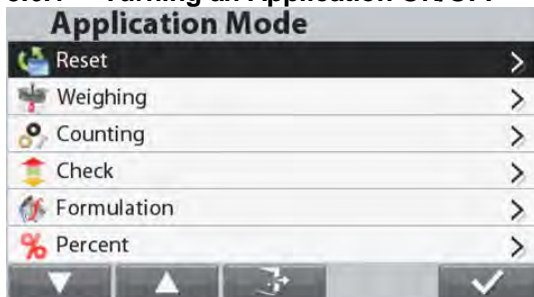 Application Mode
Reset
Weighing
Counting
Check
Formulation
Percent